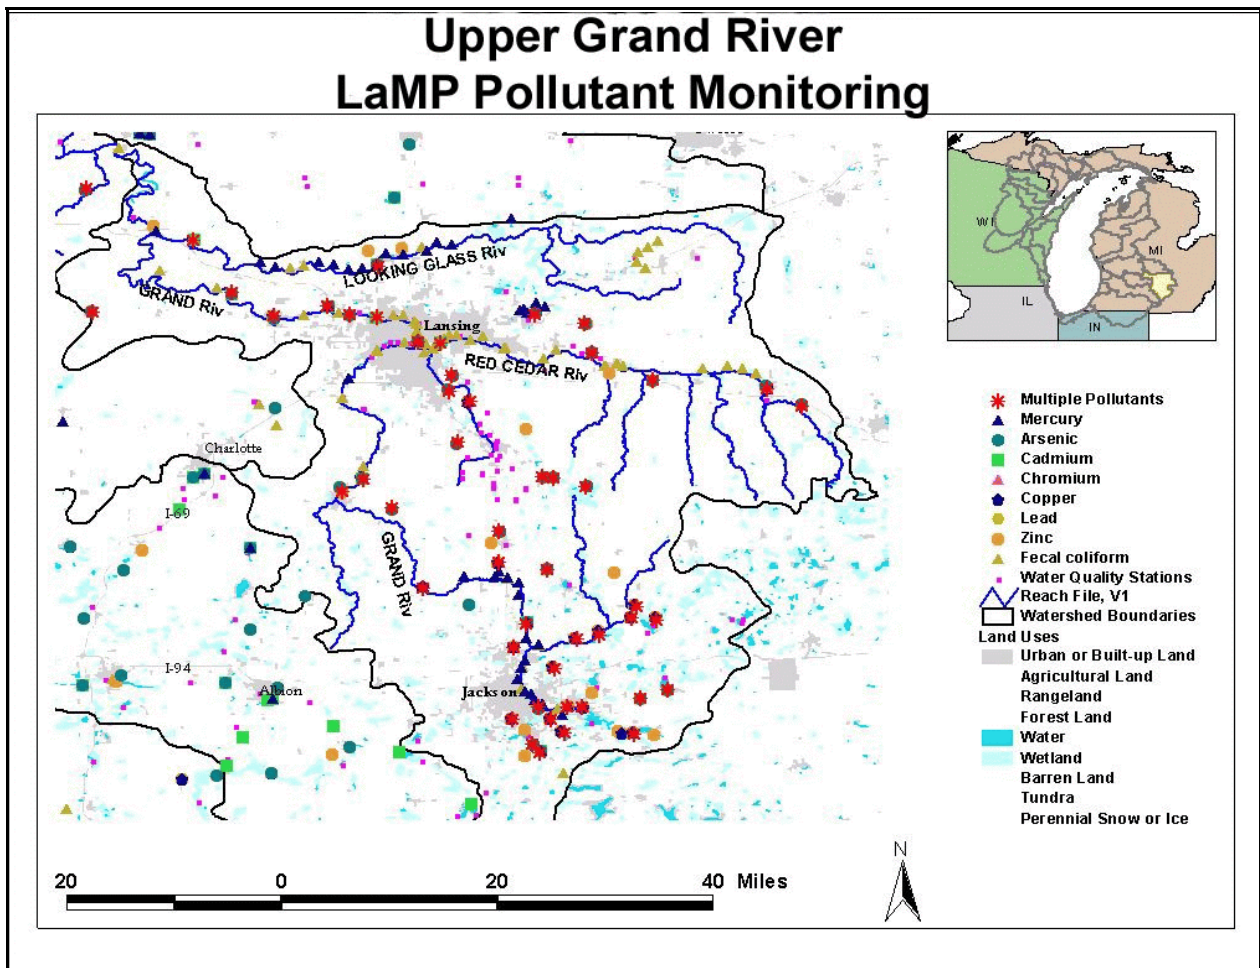 Upper Grand River
LaMP Pollutant Monitoring
LOOKING GLASS Riv
GRAND Riv
Lansing
RED CEDAR Riv
Charlotte
I-69
GRAND Riv
I-94
Albion
Jackson
WI
MI
IL
IN
Multiple Pollutants
Mercury
Arsenic
Cadmium
Chromium
Copper
Lead
Zinc
Fecal coliform
Water Quality Stations
Reach File, V1
Watershed Boundaries
Land Uses
Urban or Built-up Land
Agricultural Land
Rangeland
Forest Land
Water
Wetland
Barren Land
Tundra
Perennial Snow or Ice
N
20 0 20 40 Miles